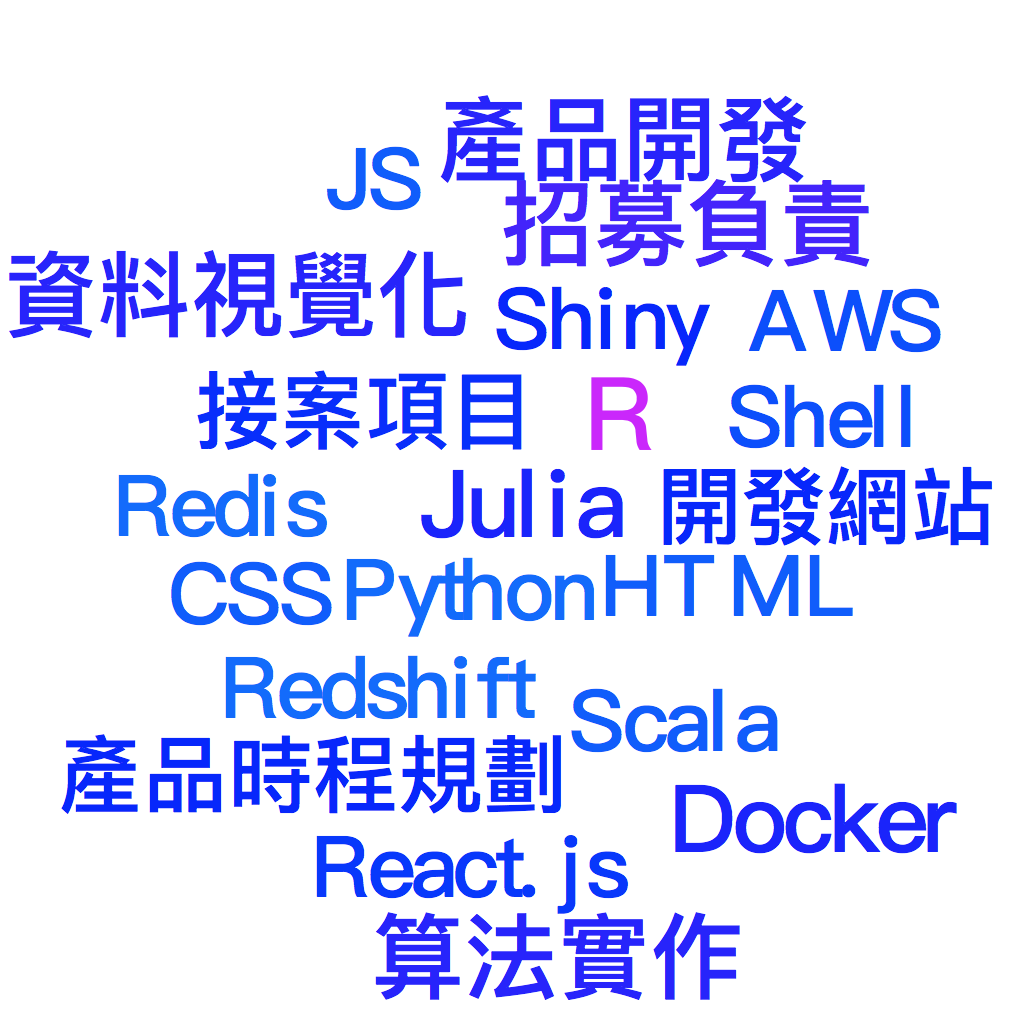 產品開發
JS
招募負責
資料視覺化
Shiny
AWS
接案項目
R
Shell
Redis
Julia
開發網站
CSS
Python
HTML
Redshift
Scala
產品時程規劃
Docker
React.js
算法實作